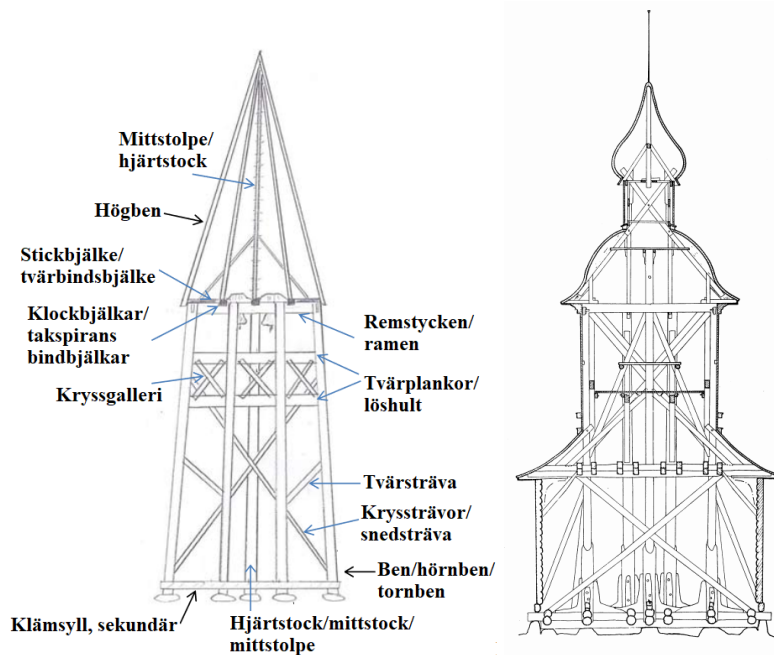 Mittstolpe/
hjärtstock
Högben
Stickbjälke/
tvärbindsbjälke
Klockbjälkar/
takspirans
bindbjälkar
Remstycken/
ramen
Kryssgalleri
Tvärplankor/
löshult
Tvärsträva
Kryssträvor/
snedsträva
Ben/hörnben/
tornben
Klämsyll, sekundär
Hjärtstock/mittstock/
mittstolpe